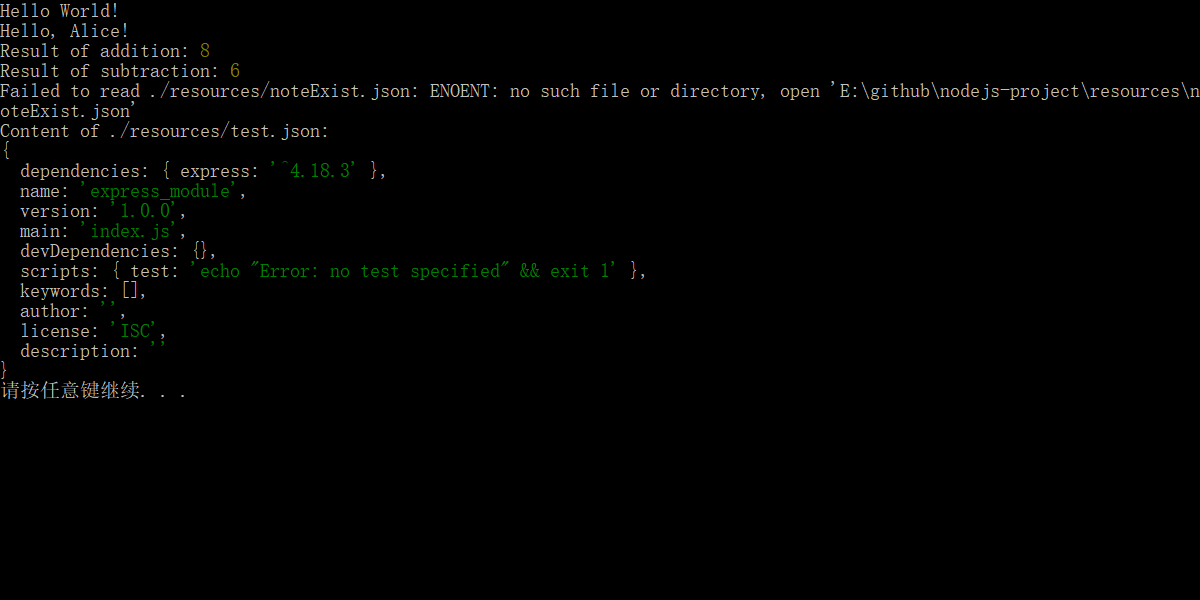 Hello World!
Hello, Alice!
Result of addition: 8
Result of subtraction: 6
Failed to read ./resources/noteExist.json: ENOENT: no such file or directory, open 'E:\github\nodejs-project\resources\n
oteExist.json'
Content of ./resources/test.json:
{
  dependencies: { express: '^4.18.3' },
  name: 'express_module',
  version: '1.0.0',
  main: 'index.js',
  devDependencies: {},
  scripts: { test: 'echo "Error: no test specified" && exit 1' },
  keywords: [],
  author: '',
  license: 'ISC',
  description: ''
}
请按任意键继续. . .